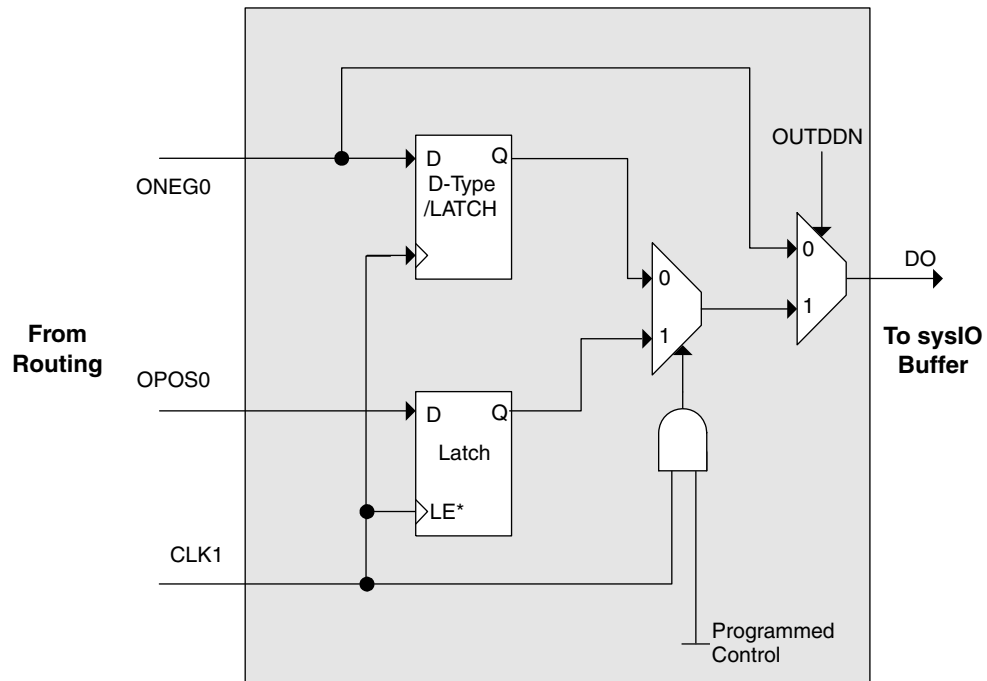 OUTDDN
D Q
D-Type
/LATCH
ONEG0
0
DO
0
1
1
From
Routing
To sysIO
Buffer
OPOS0
D Q
Latch
LE*
CLK1
Programmed
Control